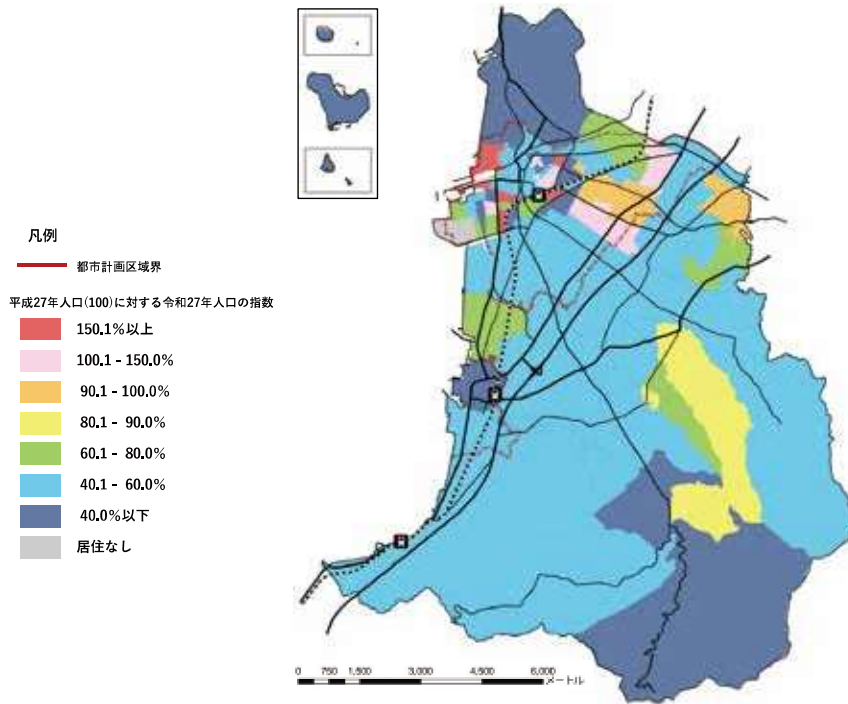 凡例
都市計画区域界
平成27年人口(100)に対する令和27年人口の指数
150.1%以上
100.1 - 150.0%
90.1 - 100.0%
80.1 - 90.0%
60.1 - 80.0%
40.1 - 60.0%
40.0%以下
居住なし
0 750 1,500 3,000 4,500 6,000
メートル